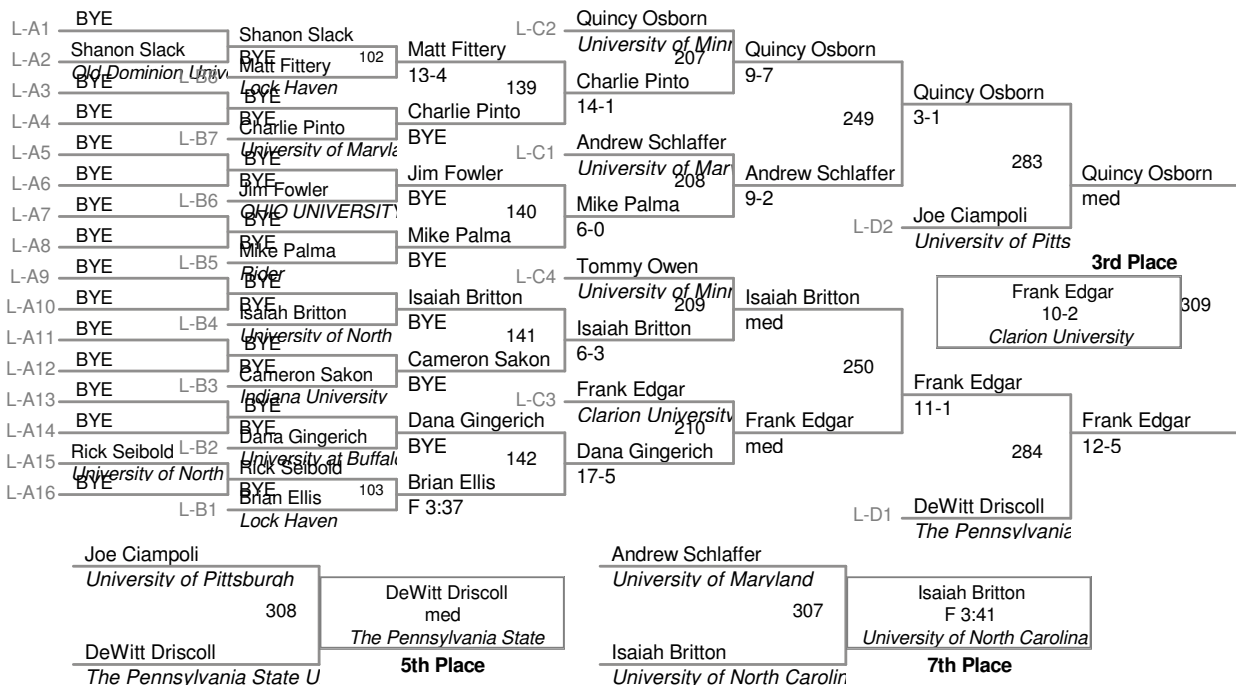 L-A1 BYE
L-A2 Shanon Slack
Old Dominion Univ
L-A3 BYE
L-A4 BYE
L-A5 BYE
L-A6 BYE
L-A7 BYE
L-A8 BYE
L-A9 BYE
L-A10 BYE
L-A11 BYE
L-A12 BYE
L-A13 BYE
L-A14 BYE
L-A15 Rick Seibold
University of North
L-A16 BYE
Shanon Slack
BYE 102
L-B8 Matt Fittery
Lock Haven
BYE
BYE
L-B7 Charlie Pinto
University of Maryla
BYE
BYE
L-B6 Jim Fowler
OHIO UNIVERSITY
BYE
BYE
L-B5 Mike Palma
Rider
BYE
L-B4 Isaiah Britton
University of North
BYE
BYE
L-B3 Cameron Sakon
Indiana University
BYE
BYE
L-B2 Dana Gingerich
University at Buffalo
Rick Seibold
BYE 103
L-B1 Brian Ellis
Lock Haven
Matt Fittery
13-4
139
Charlie Pinto
BYE
Jim Fowler
BYE
140
Mike Palma
BYE
Isaiah Britton
BYE
141
Cameron Sakon
BYE
Dana Gingerich
BYE
142
Brian Ellis
F 3:37
L-C2 Quincy Osborn
University of Minn
207
Charlie Pinto
14-1
L-C1 Andrew Schlaffer
University of Mar
208
Mike Palma
6-0
L-C4 Tommy Owen
University of Minn
209
Isaiah Britton
6-3
L-C3 Frank Edgar
Clarion University
210
Dana Gingerich
17-5
Quincy Osborn
9-7
249
Andrew Schlaffer
9-2
Isaiah Britton
med
250
Frank Edgar
med
Quincy Osborn
3-1
283
L-D2 Joe Ciampoli
University of Pitts
Frank Edgar
11-1
284
L-D1 DeWitt Driscoll
The Pennsylvania
Quincy Osborn
med
3rd Place
Frank Edgar
10-2
Clarion University
309
Frank Edgar
12-5
Joe Ciampoli
University of Pittsburgh
308
DeWitt Driscoll
The Pennsylvania State U
DeWitt Driscoll
med
The Pennsylvania State
5th Place
Andrew Schlaffer
University of Maryland
307
Isaiah Britton
University of North Carolin
Isaiah Britton
F 3:41
University of North Carolina
7th Place